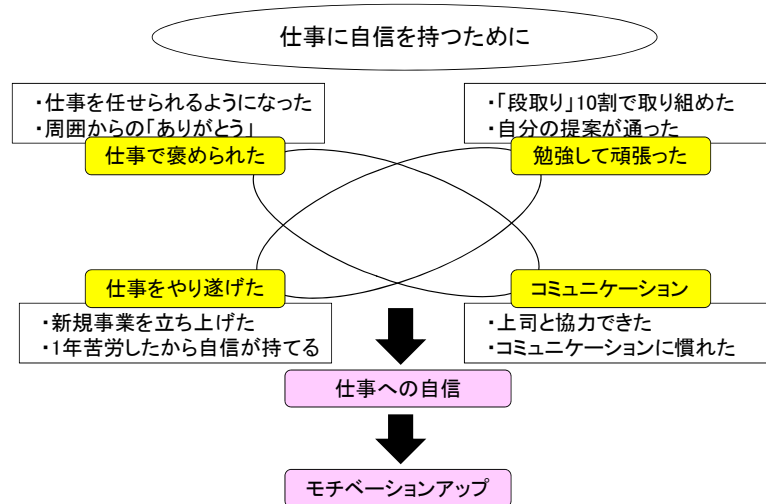 仕事に自信を持つために
・仕事を任せられるようになった
・周囲からの「ありがとう」
仕事で褒められた
・「段取り」10割で取り組めた
・自分の提案が通った
勉強して頑張った
仕事をやり遂げた
・新規事業を立ち上げた
・1年苦労したから自信が持てる
コミュニケーション
・上司と協力できた
・コミュニケーションに慣れた
仕事への自信
モチベーションアップ